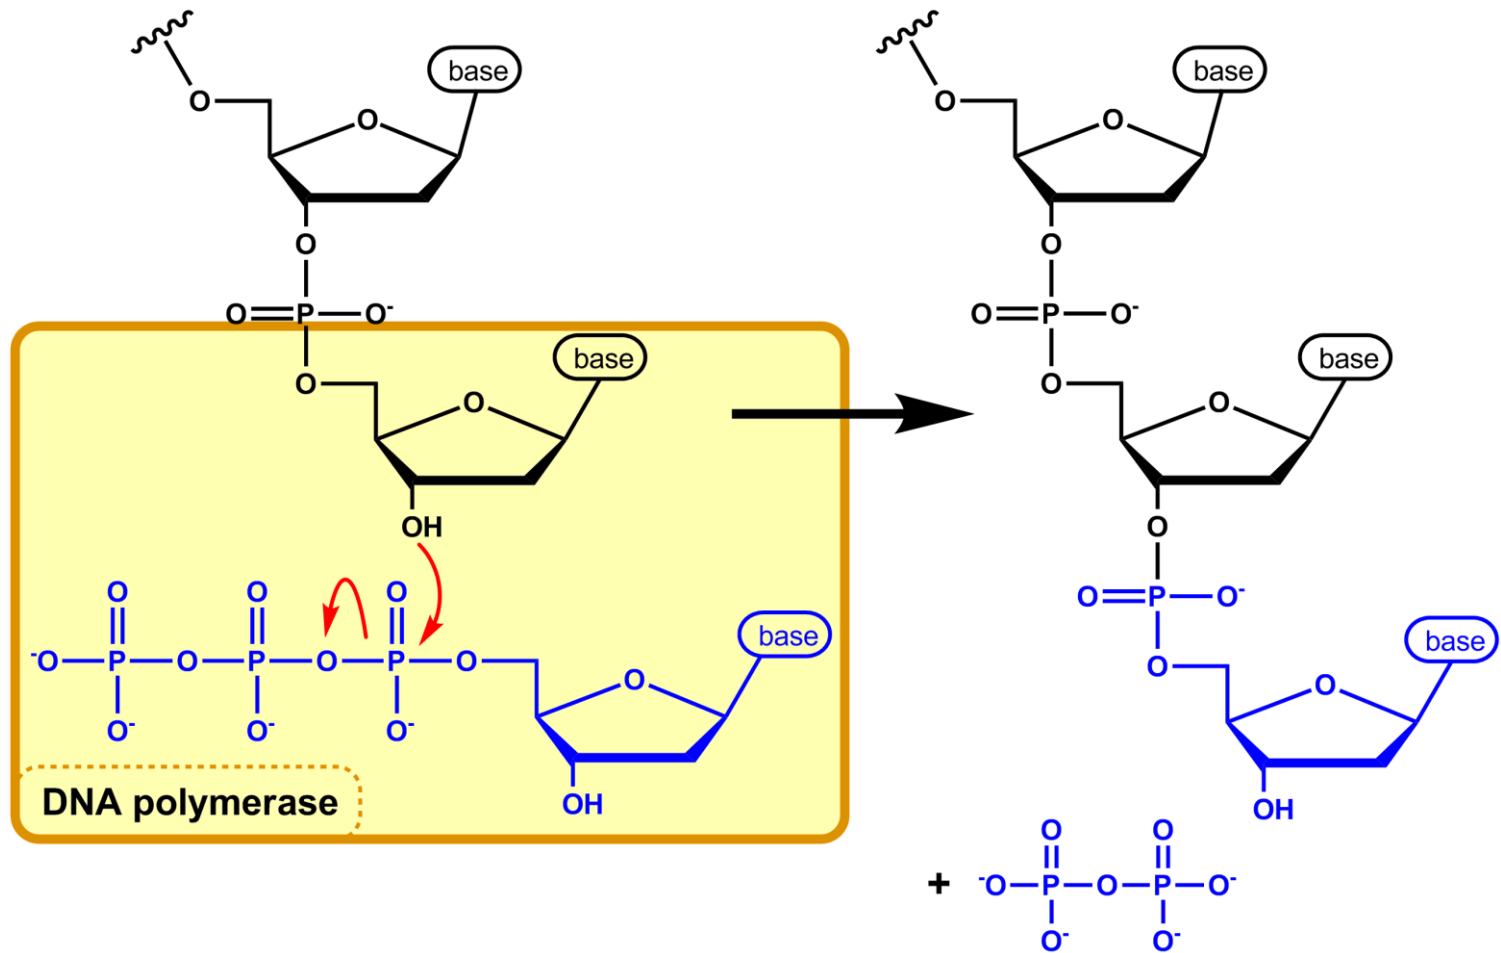 base
O
O
O
O P O⁻
base
O
O
OH
O O O
⁻O P O P O P O
O⁻ O⁻ O⁻
base
O
OH
DNA polymerase
base
O
O
O
O P O⁻
base
O
O
O
O P O⁻
O
base
O
OH
+
O O
⁻O P O P O⁻
O⁻ O⁻